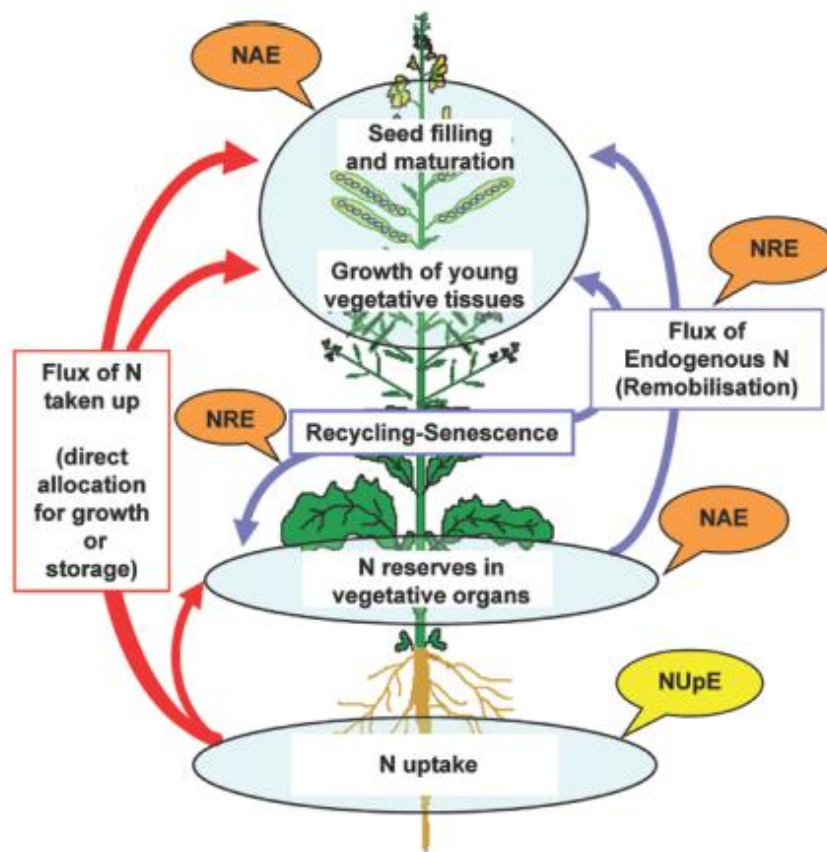 NAE
Seed filling
and maturation
NRE
Growth of young
vegetative tissues
Flux of
Endogenous N
(Remobilisation)
Flux of N
taken up
(direct
allocation
for growth
or
storage)
NRE
Recycling-Senescence
NAE
N reserves in
vegetative organs
NUpE
N uptake